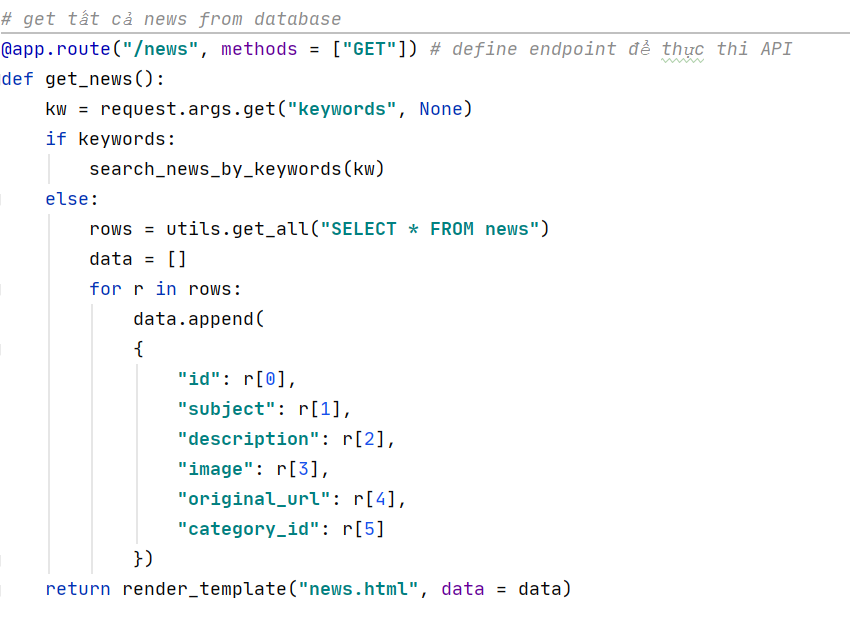 # get tất cả news from database
@app.route("/news", methods = ["GET"]) # define endpoint để thực thi API
def get_news():
    kw = request.args.get("keywords", None)
    if keywords:
        search_news_by_keywords(kw)
    else:
        rows = utils.get_all("SELECT * FROM news")
        data = []
        for r in rows:
            data.append(
            {
                "id": r[0],
                "subject": r[1],
                "description": r[2],
                "image": r[3],
                "original_url": r[4],
                "category_id": r[5]
            })
    return render_template("news.html", data = data)